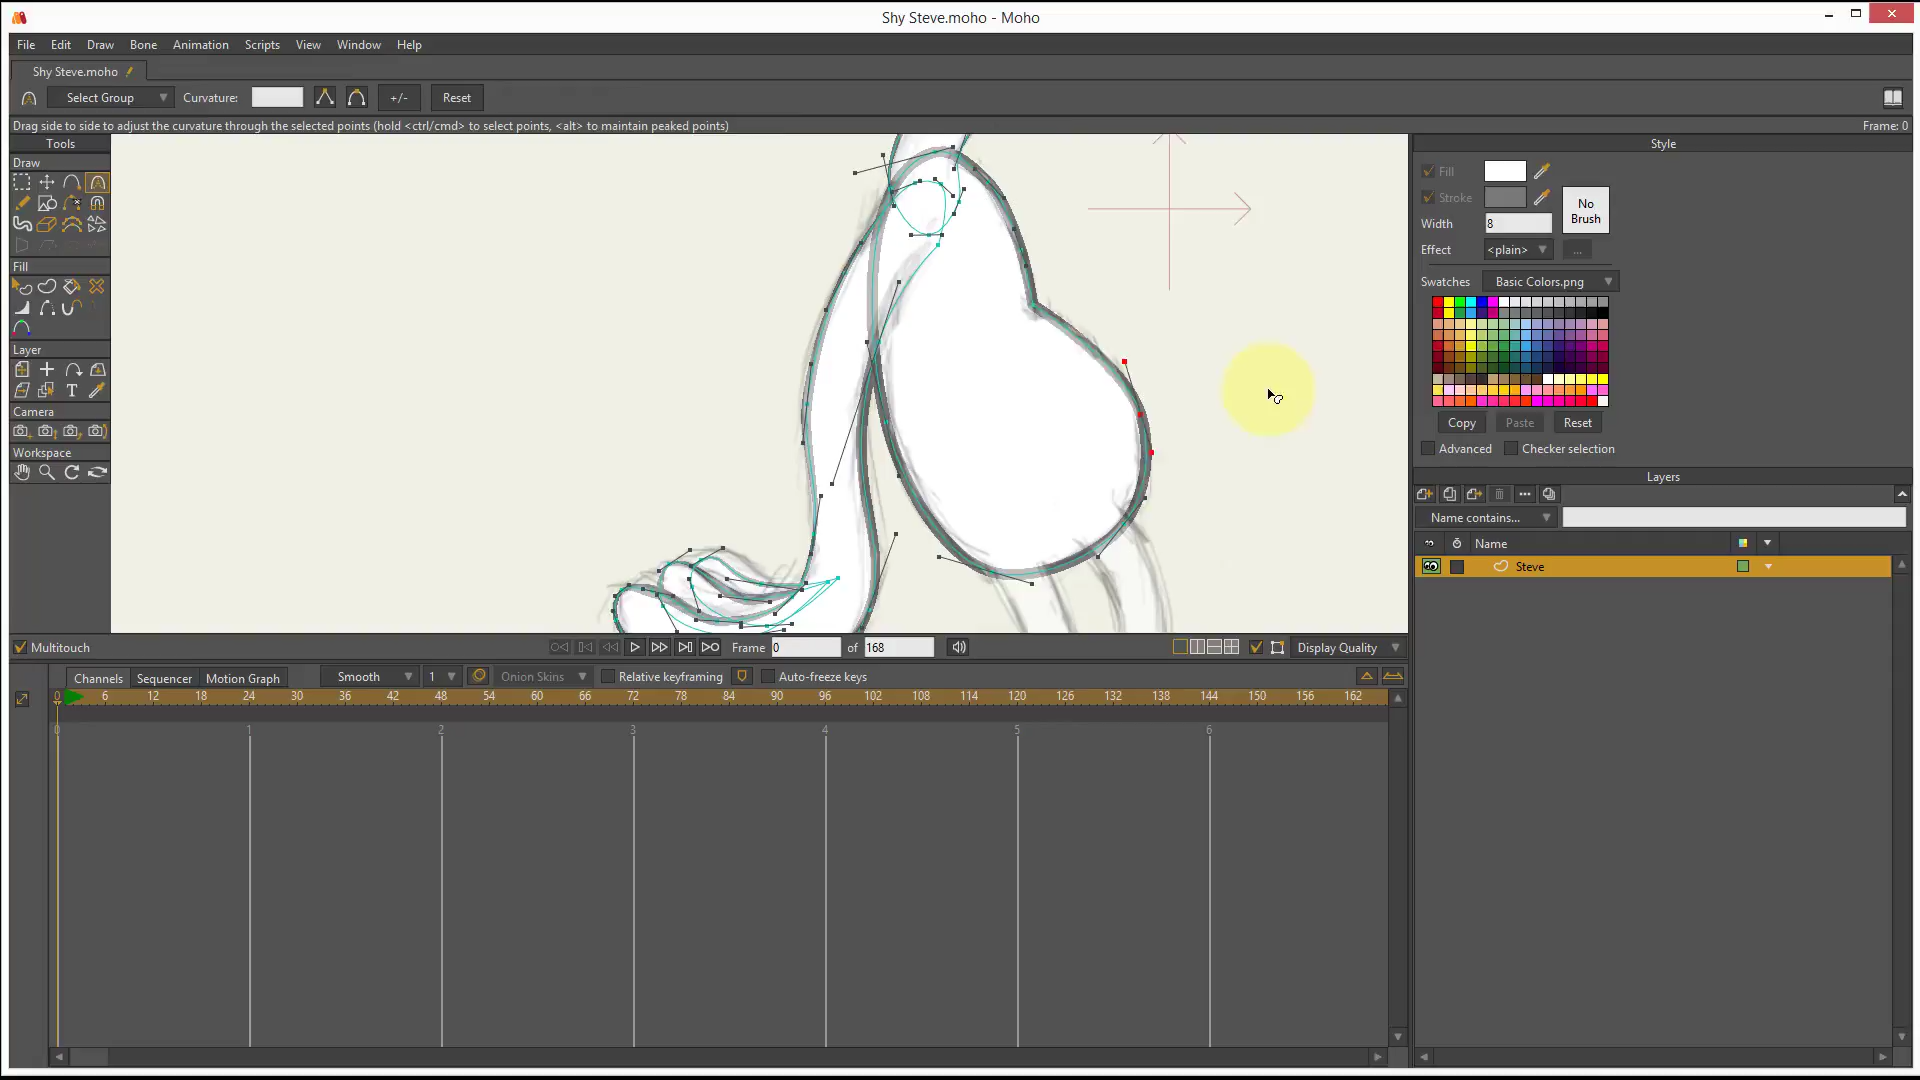 Shy Steve.moho - Moho
File Edit Draw Bone Animation Scripts View Window Help
Shy Steve.moho
Select Group Curvature: +/- Reset
Drag side to side to adjust the curvature through the selected points (hold <ctrl/cmd> to select points, <alt> to maintain peaked points) Frame: 0
Tools
Draw
Fill
Layer
Camera
Workspace
Style
Fill
Stroke
No Brush
Width 8
Effect <plain> ...
Swatches Basic Colors.png
Copy Paste Reset
Advanced Checker selection
Layers
Name contains...
Name
Steve
Multitouch Frame 0 of 168 Display Quality
Channels Sequencer Motion Graph Smooth 1 Onion Skins Relative keyframing Auto-freeze keys
0 6 12 18 24 30 36 42 48 54 60 66 72 78 84 90 96 102 108 114 120 126 132 138 144 150 156 162
0 1 2 3 4 5 6